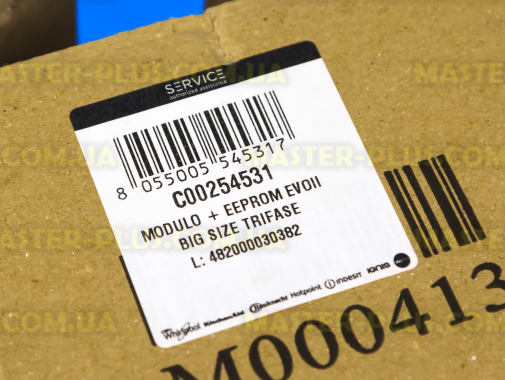 SERVICE
authorized assistance
8 055005 545317
C00254531
MODULO + EEPROM EVOII
BIG SIZE TRIFASE
L: 482000030382
Whirlpool KitchenAid Bauknecht Hotpoint indesit IGNIS
M000413
MASTER-PLUS.COM.UA